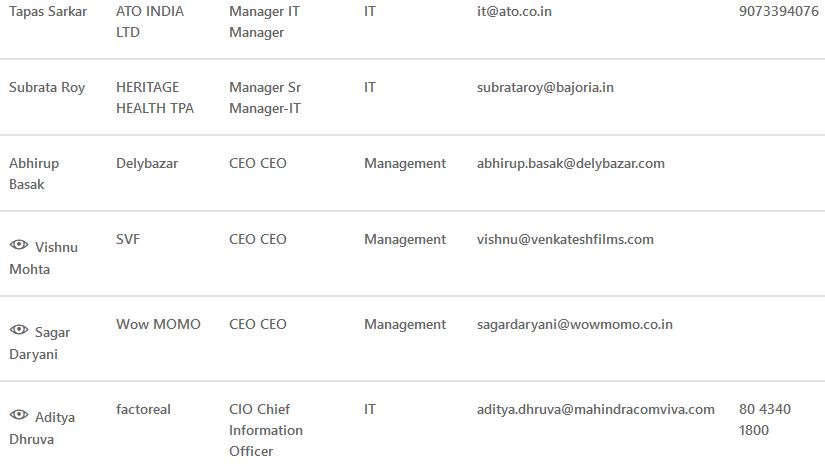 Tapas Sarkar ATO INDIA Manager IT IT it@ato.co.in 9073394076
LTD Manager
Subrata Roy HERITAGE Manager Sr IT subrataroy@bajoria.in
HEALTH TPA Manager-IT
Abhirup Delybazar CEO CEO Management abhirup.basak@delybazar.com
Basak
Vishnu SVF CEO CEO Management vishnu@venkateshfilms.com
Mohta
Sagar Wow MOMO CEO CEO Management sagardaryani@wowmomo.co.in
Daryani
Aditya factoreal CIO Chief IT aditya.dhruva@mahindracomviva.com 80 4340
Dhruva Information 1800
Officer